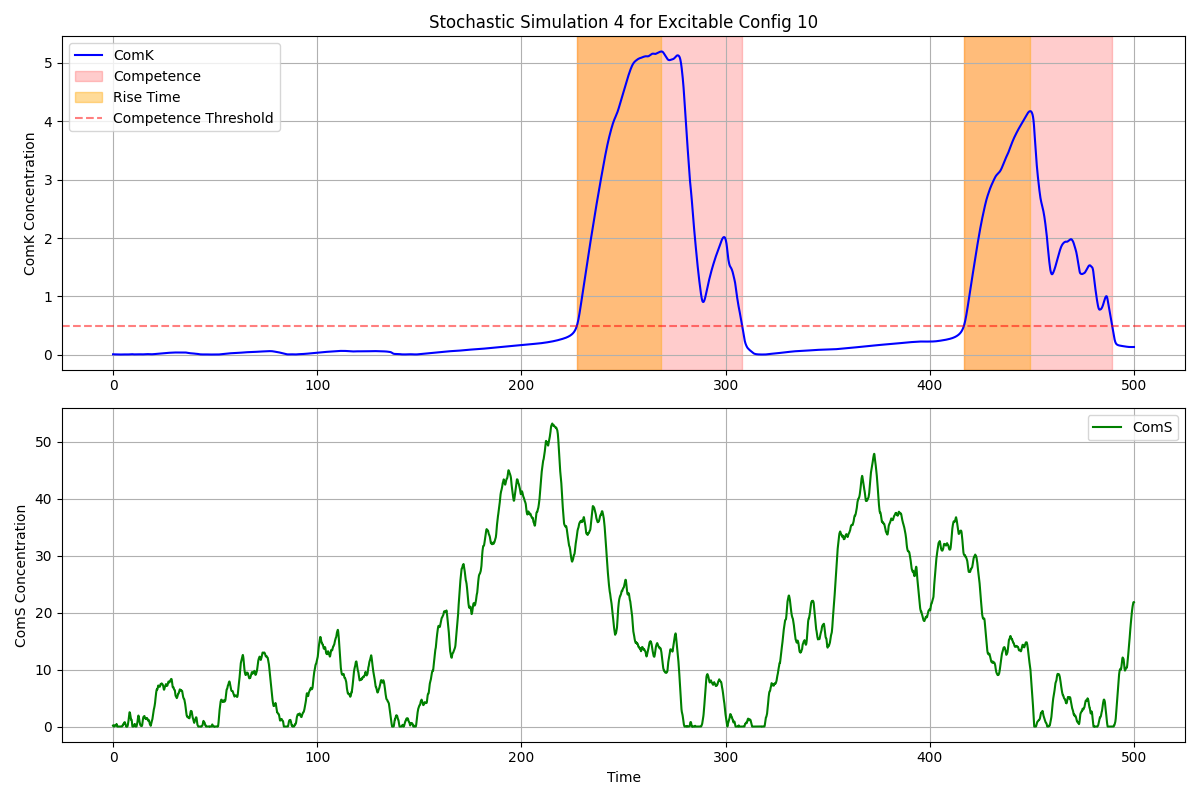 Stochastic Simulation 4 for Excitable Config 10
ComK
Competence
Rise Time
Competence Threshold
ComK Concentration
5
4
3
2
1
0
0 100 200 300 400 500
ComS
ComS Concentration
50
40
30
20
10
0
0 100 200 300 400 500
Time